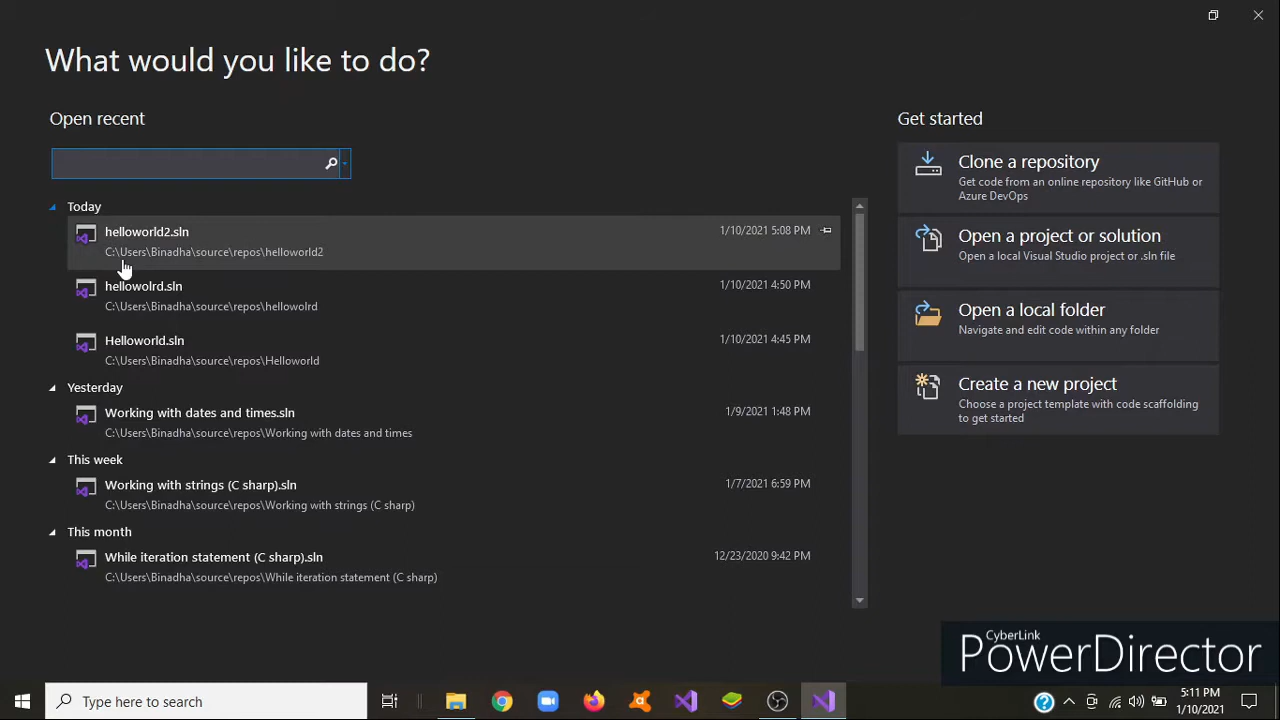 What would you like to do?
Open recent
Today
helloworld2.sln
1/10/2021 5:08 PM
C:\Users\Binadha\source\repos\helloworld2
hellowolrd.sln
1/10/2021 4:50 PM
C:\Users\Binadha\source\repos\hellowolrd
Helloworld.sln
1/10/2021 4:45 PM
C:\Users\Binadha\source\repos\Helloworld
Yesterday
Working with dates and times.sln
1/9/2021 1:48 PM
C:\Users\Binadha\source\repos\Working with dates and times
This week
Working with strings (C sharp).sln
1/7/2021 6:59 PM
C:\Users\Binadha\source\repos\Working with strings (C sharp)
This month
While iteration statement (C sharp).sln
12/23/2020 9:42 PM
C:\Users\Binadha\source\repos\While iteration statement (C sharp)
Get started
Clone a repository
Get code from an online repository like GitHub or
Azure DevOps
Open a project or solution
Open a local Visual Studio project or .sln file
Open a local folder
Navigate and edit code within any folder
Create a new project
Choose a project template with code scaffolding
to get started
CyberLink
PowerDirector
Type here to search
5:11 PM
1/10/2021